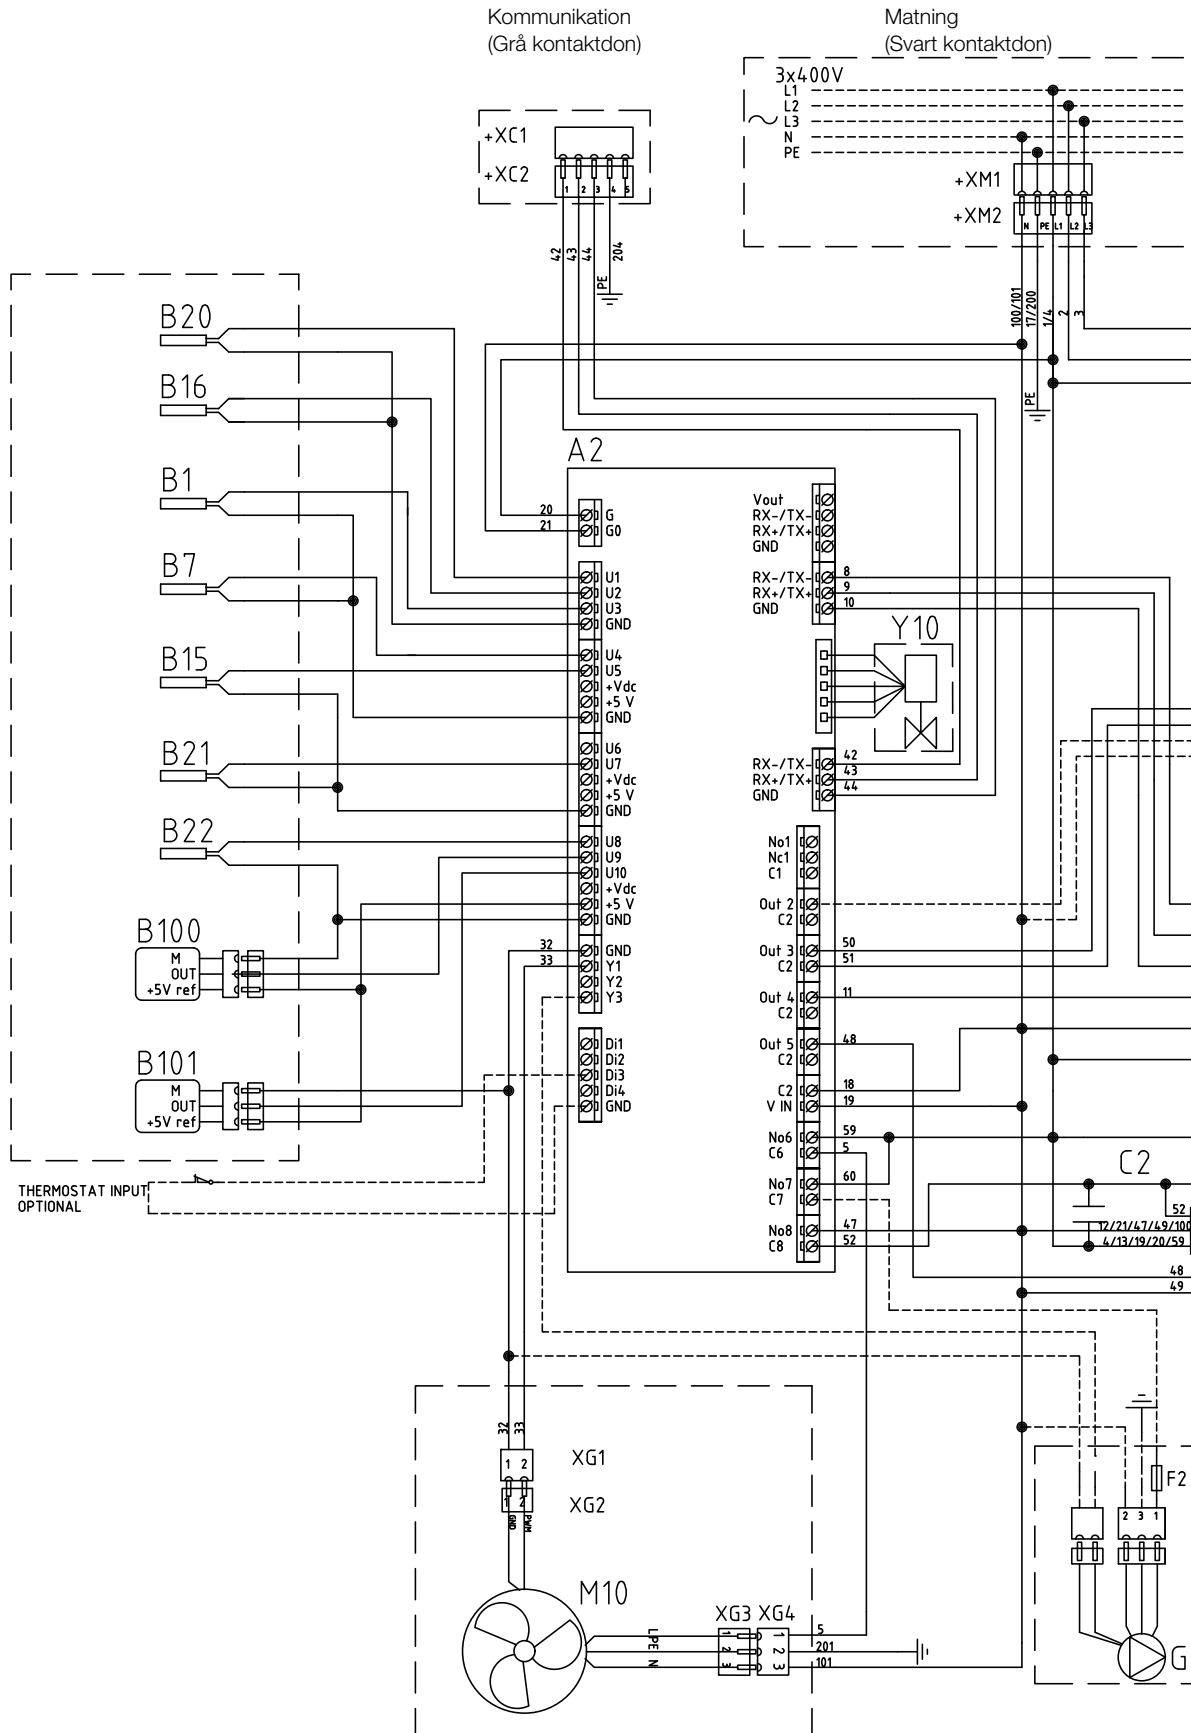 Kommunikation
(Grå kontaktdon)
Matning
(Svart kontaktdon)
3x400V
L1
L2
L3
N
PE
+XC1
+XC2
1 2 3 4 5
+XM1
+XM2
N PE L1 L2 L3
42
43
44
PE
204
100/101
17/200
1/4
2
3
PE
B20
B16
B1
B7
B15
B21
B22
B100
M
OUT
+5V ref
B101
M
OUT
+5V ref
THERMOSTAT INPUT
OPTIONAL
A2
20 G
21 G0
U1
U2
U3
GND
U4
U5
+Vdc
+5 V
GND
U6
U7
+Vdc
+5 V
GND
U8
U9
U10
+Vdc
+5 V
GND
32 GND
33 Y1
Y2
Y3
Di1
Di2
Di3
Di4
GND
Vout
RX-/TX-
RX+/TX+
GND
RX-/TX- 8
RX+/TX+ 9
GND 10
Y10
RX-/TX- 42
RX+/TX+ 43
GND 44
No1
Nc1
C1
Out 2
C2
Out 3 50
C2 51
Out 4 11
C2
Out 5 48
C2
C2 18
V IN 19
No6 59
C6 5
No7 60
C7
No8 47
C8 52
C2
52
12/21/47/49/100
4/13/19/20/59
48
49
32
33
1 2
XG1
1 2
XG2
GND
PWM
M10
L
PE
N
XG3 XG4
1 1 5
2 2 201
3 3 101
F2
2 3 1
G